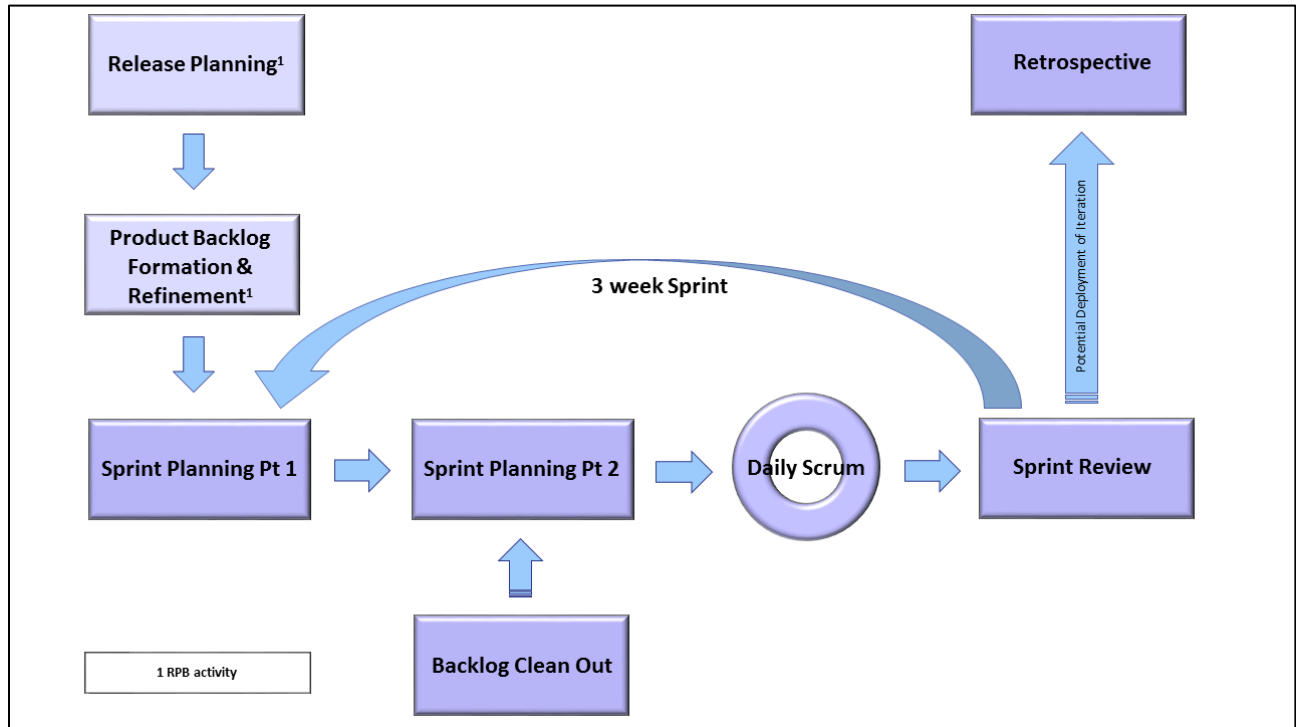 Release Planning¹
Retrospective
Product Backlog
Formation &
Refinement¹
Potential Deployment of Iteration
3 week Sprint
Sprint Planning Pt 1
Sprint Planning Pt 2
Daily Scrum
Sprint Review
Backlog Clean Out
1 RPB activity